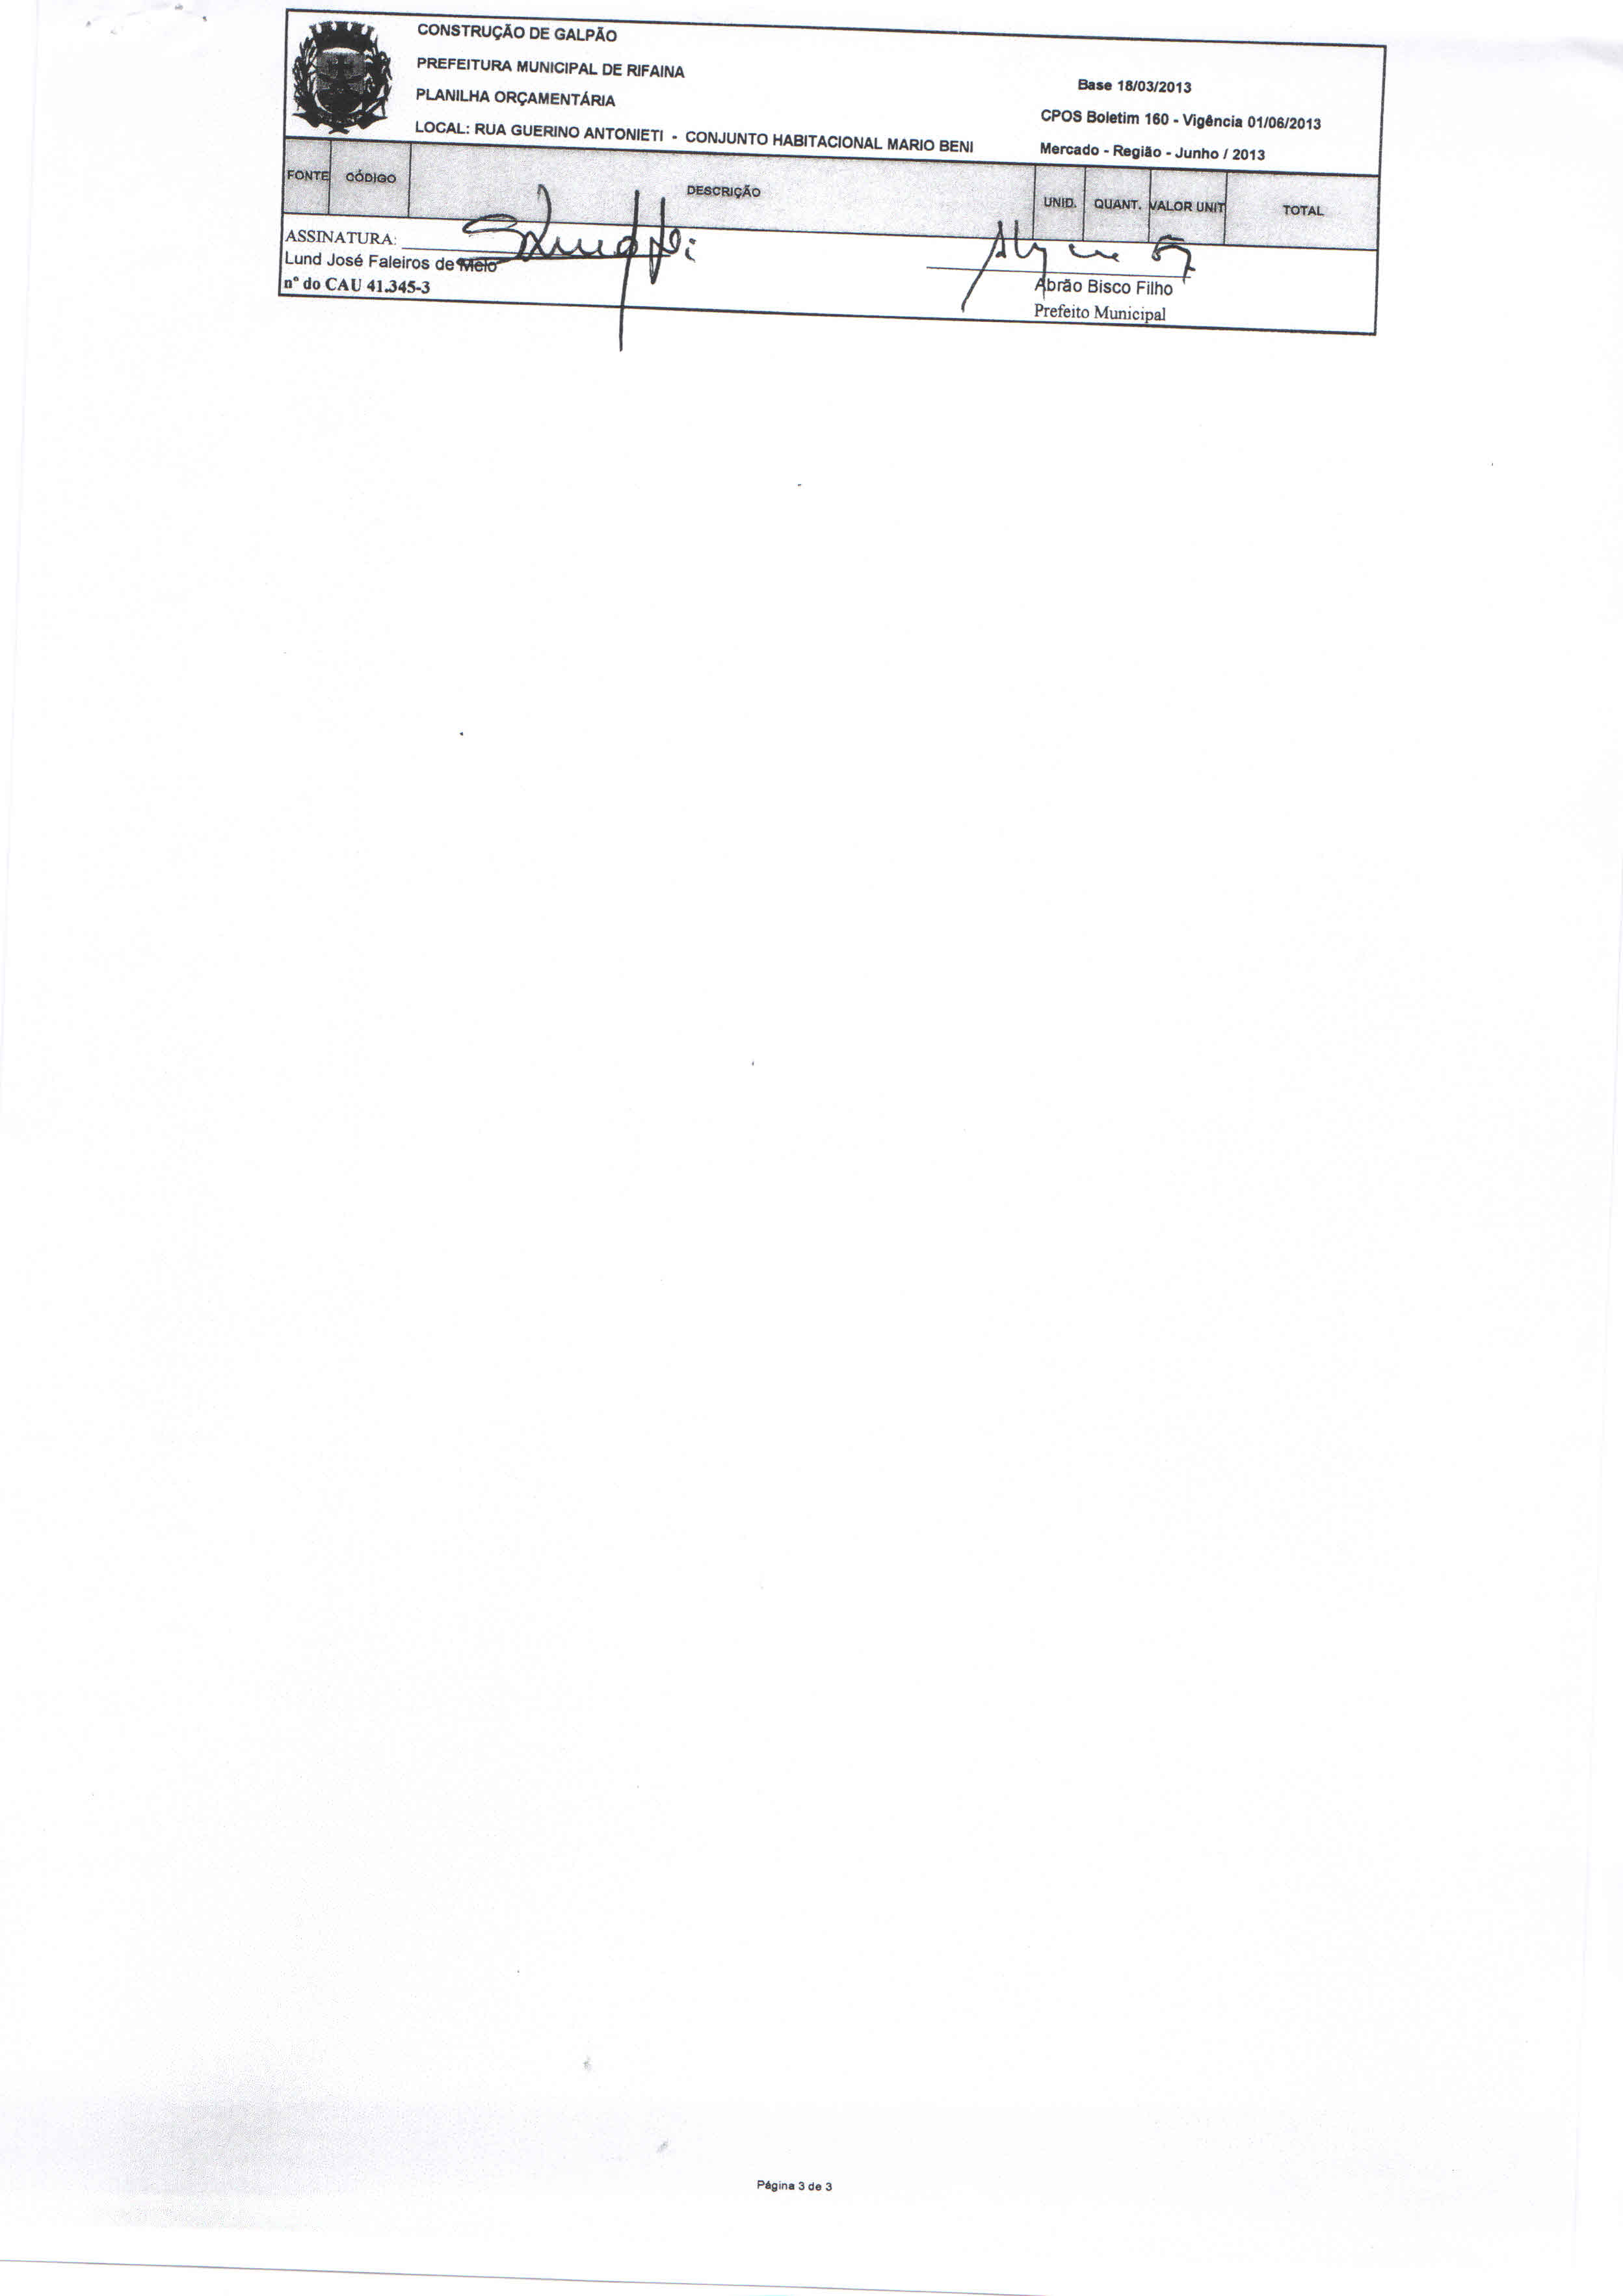 CONSTRUÇÃO DE GALPÃO
PREFEITURA MUNICIPAL DE RIFAINA
PLANILHA ORÇAMENTÁRIA
LOCAL: RUA GUERINO ANTONIETI - CONJUNTO HABITACIONAL MARIO BENI
Base 18/03/2013
CPOS Boletim 160 - Vigência 01/06/2013
Mercado - Região - Junho / 2013
FONTE CÓDIGO DESCRIÇÃO UNID. QUANT. VALOR UNIT TOTAL
ASSINATURA:
Lund José Faleiros de Melo
nº do CAU 41.345-3
Abrão Bisco Filho
Prefeito Municipal
Página 3 de 3